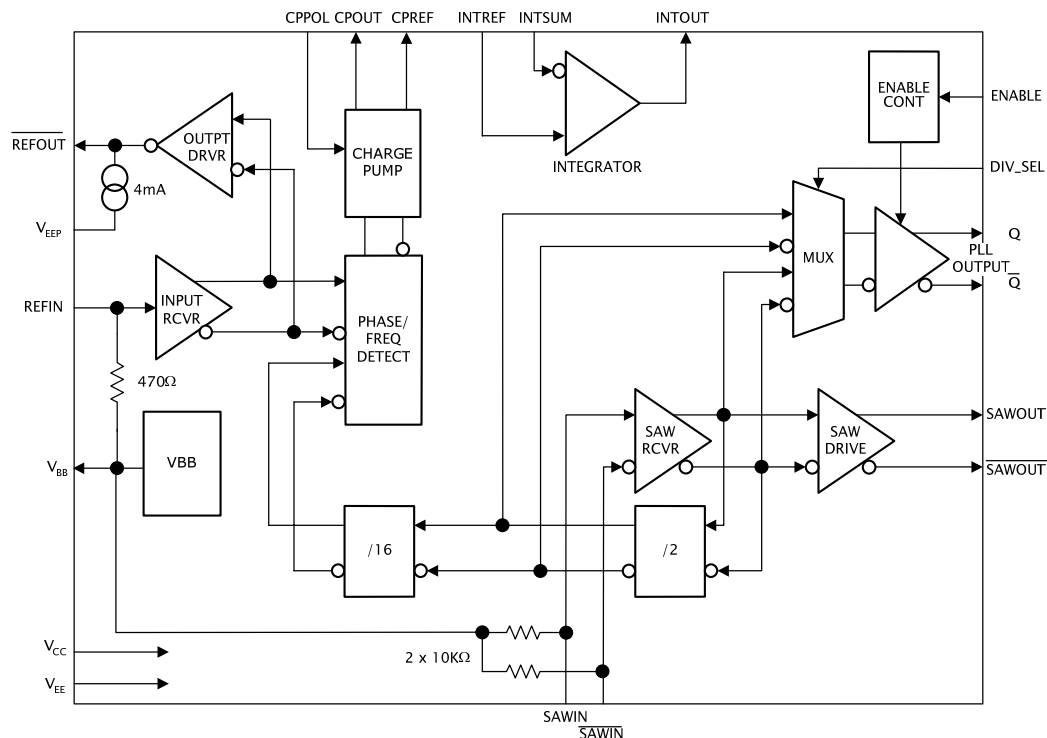 CPPOL CPOUT CPREF INTREF INTSUM INTOUT
ENABLE
CONT
ENABLE
REFOUT
OUTPT
DRVR
CHARGE
PUMP
INTEGRATOR
DIV_SEL
4mA
VEEP
MUX
Q
PLL
OUTPUT
Q
REFIN
INPUT
RCVR
PHASE/
FREQ
DETECT
470Ω
SAW
RCVR
SAW
DRIVE
SAWOUT
VBB
VBB
SAWOUT
/16
/2
VCC
2 x 10KΩ
VEE
SAWIN
SAWIN